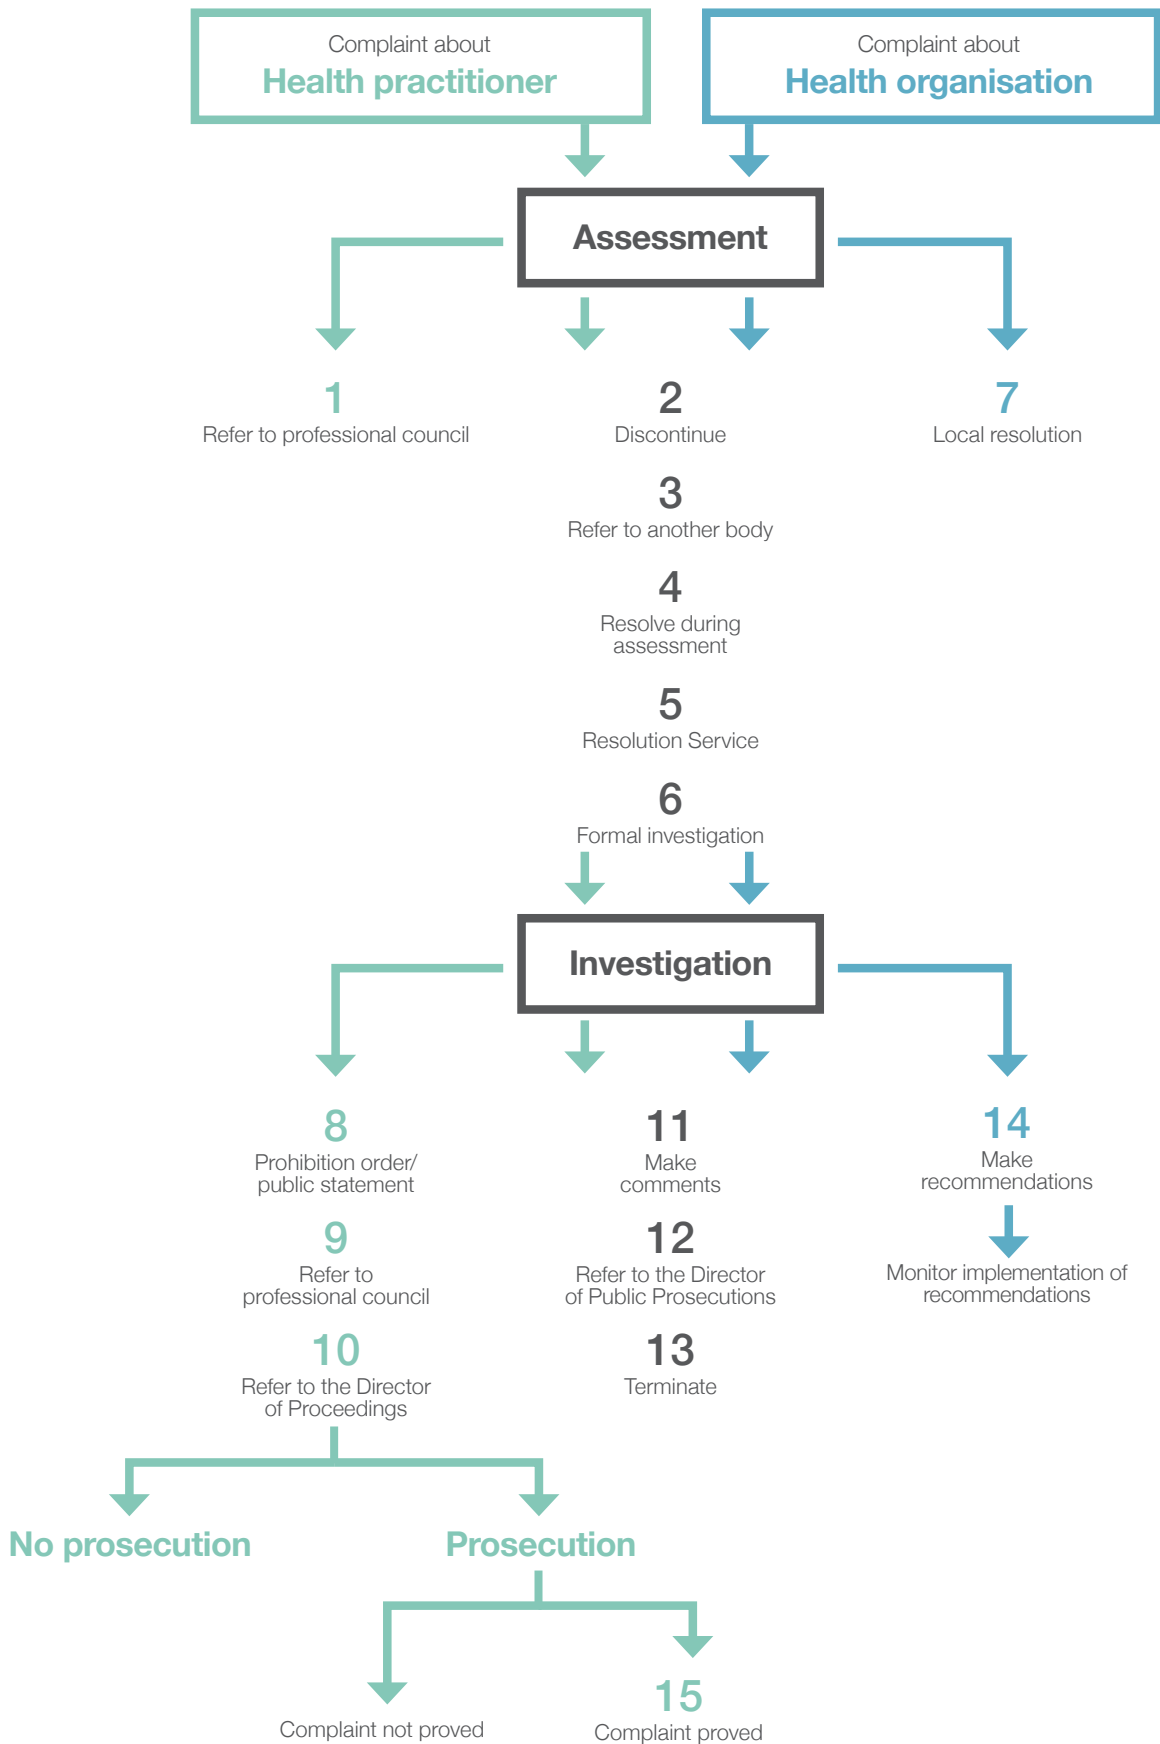 Complaint about
Health practitioner
Complaint about
Health organisation
Assessment
1
Refer to professional council
2
Discontinue
7
Local resolution
3
Refer to another body
4
Resolve during
assessment
5
Resolution Service
6
Formal investigation
Investigation
8
Prohibition order/
public statement
9
Refer to
professional council
10
Refer to the Director
of Proceedings
11
Make
comments
12
Refer to the Director
of Public Prosecutions
13
Terminate
14
Make
recommendations
Monitor implementation of
recommendations
No prosecution
Prosecution
Complaint not proved
15
Complaint proved